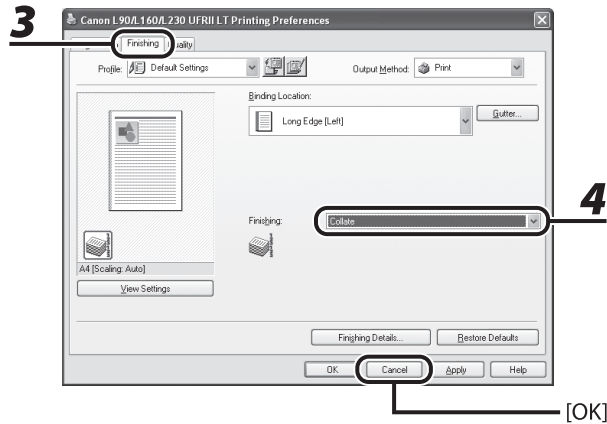 3
Canon L90/L160/L230 UFRII LT Printing Preferences
Finishing
Profile: Default Settings
Output Method: Print
Binding Location:
Long Edge [Left]
Gutter...
4
Finishing: Collate
A4 [Scaling: Auto]
View Settings
Finishing Details...
Restore Defaults
OK
Cancel
Apply
Help
[OK]